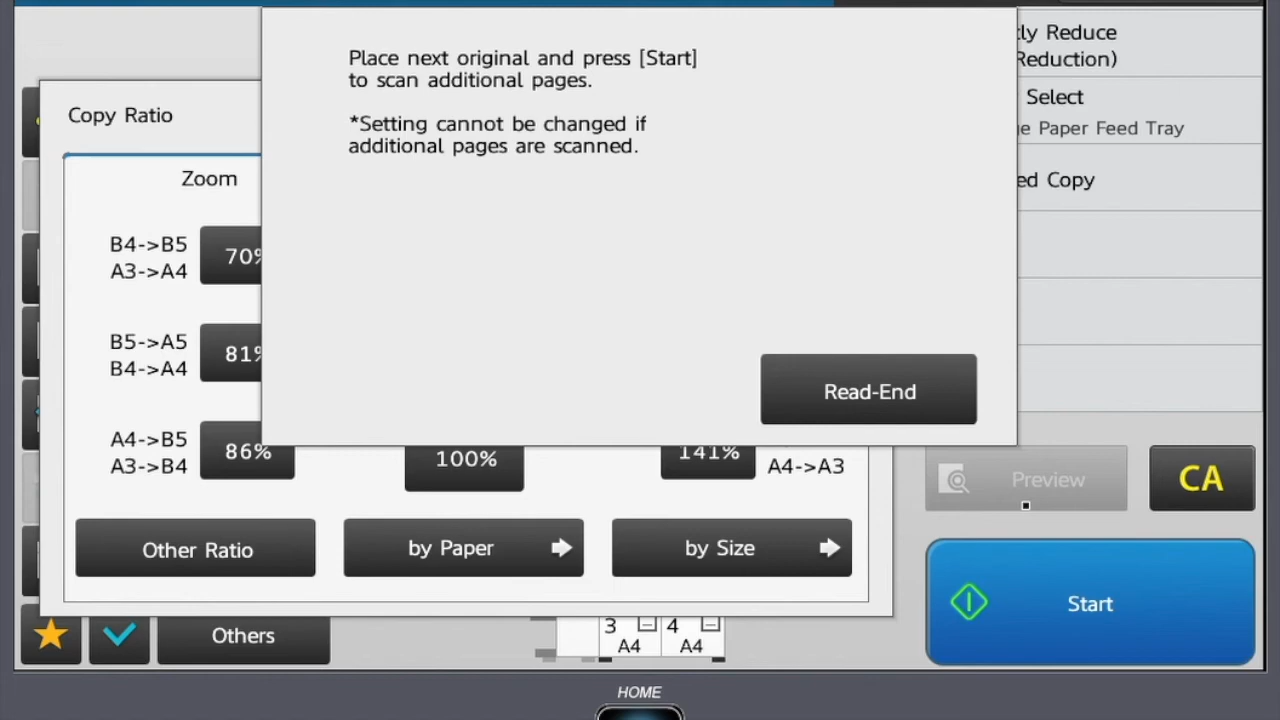 Place next original and press [Start]
to scan additional pages.
*Setting cannot be changed if
additional pages are scanned.
Read-End
Copy Ratio
Zoom
B4->B5
A3->A4
70%
B5->A5
B4->A4
81%
A4->B5
A3->B4
86%
100%
141%
A4->A3
Other Ratio
by Paper
by Size
Others
3
A4
4
A4
Reduce
Reduction)
Select
Paper Feed Tray
Copy
Preview
CA
Start
HOME